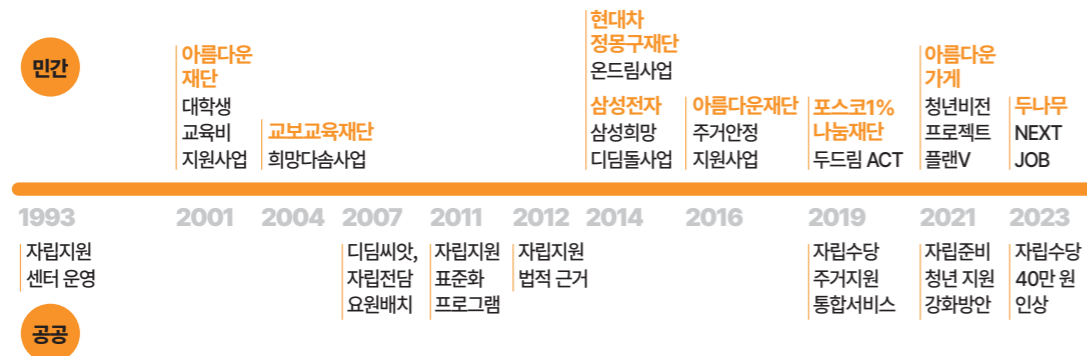 민간
아름다운
재단
대학생
교육비
지원사업
교보교육재단
희망다솜사업
현대차
정몽구재단
온드림사업
삼성전자
삼성희망
디딤돌사업
아름다운재단
주거안정
지원사업
포스코1%
나눔재단
두드림 ACT
아름다운
가게
청년비전
프로젝트
플랜V
두나무
NEXT
JOB
1993 2001 2004 2007 2011 2012 2014 2016 2019 2021 2023
자립지원
센터 운영
디딤씨앗,
자립전담
요원배치
자립지원
표준화
프로그램
자립지원
법적 근거
자립수당
주거지원
통합서비스
자립준비
청년 지원
강화방안
자립수당
40만 원
인상
공공